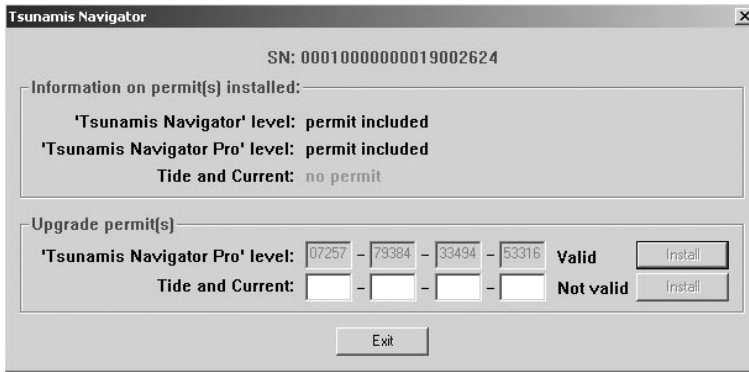 Tsunamis Navigator
SN: 00010000000019002624
Information on permit(s) installed:
'Tsunamis Navigator' level: permit included
'Tsunamis Navigator Pro' level: permit included
Tide and Current: no permit
Upgrade permit(s)
'Tsunamis Navigator Pro' level: 07257 - 79384 - 33494 - 53316 Valid Install
Tide and Current: - - - Not valid Install
Exit